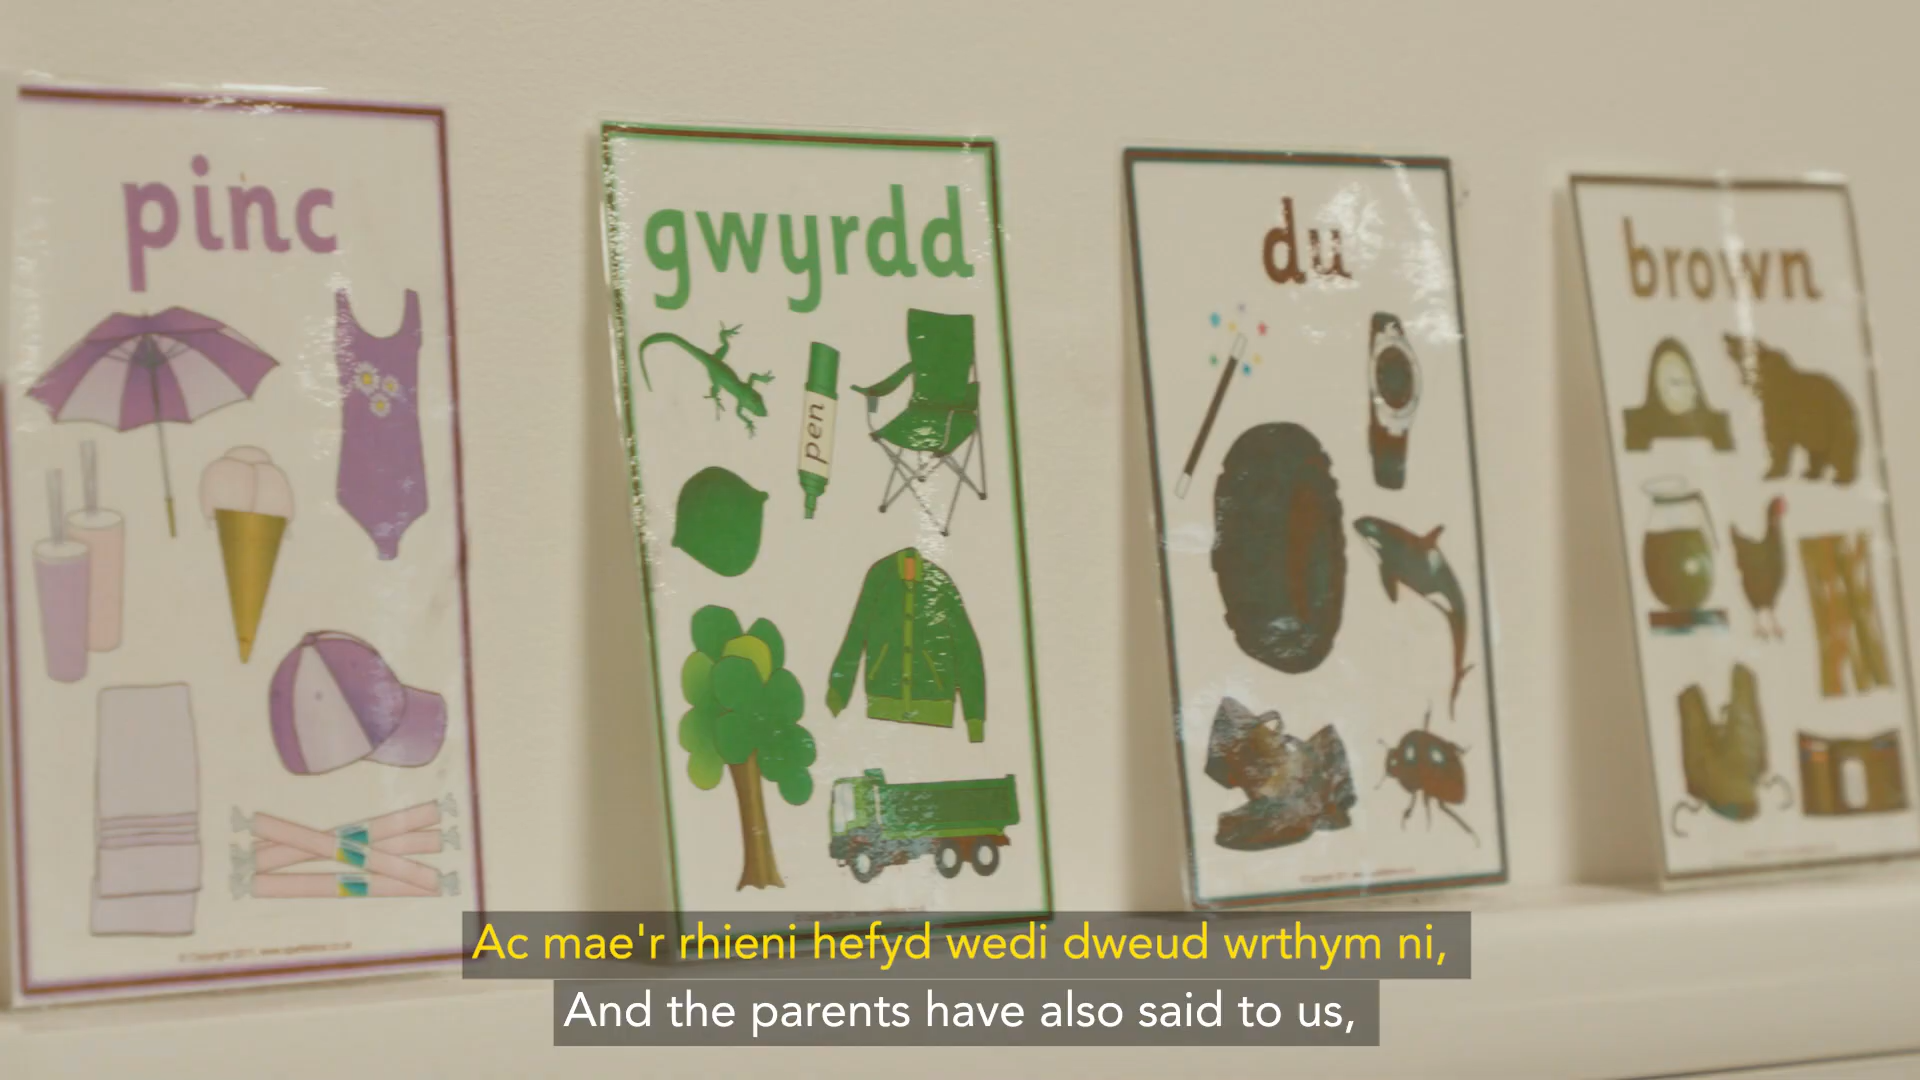 pinc
gwyrdd
pen
du
brown
Ac mae'r rhieni hefyd wedi dweud wrthym ni,
And the parents have also said to us,